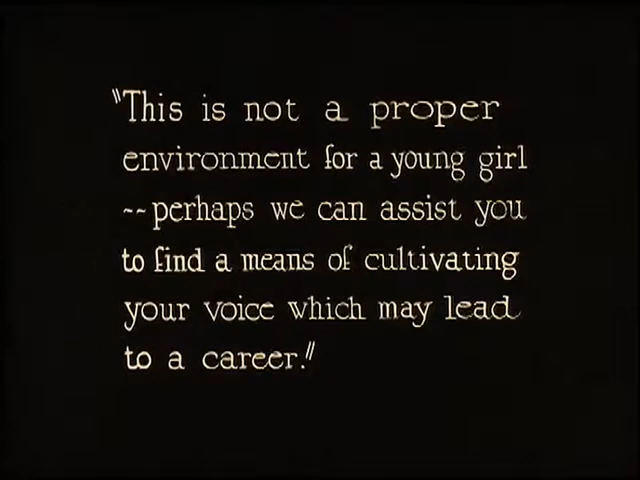 "This is not a proper
environment for a young girl
--perhaps we can assist you
to find a means of cultivating
your voice which may lead
to a career."